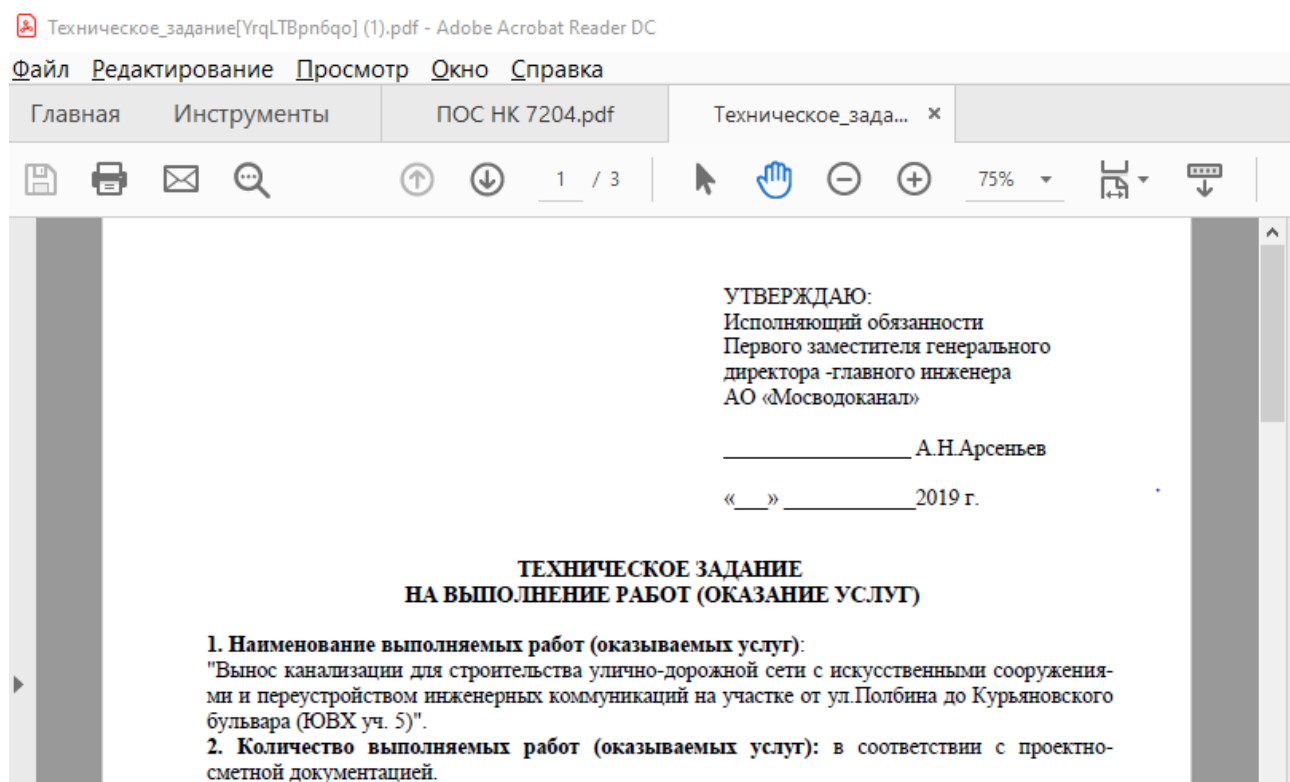 Техническое_задание[YrqLTBpn6qo] (1).pdf - Adobe Acrobat Reader DC
Файл Редактирование Просмотр Окно Справка
Главная Инструменты ПОС НК 7204.pdf Техническое_зада... ×
1 / 3 75%
УТВЕРЖДАЮ:
Исполняющий обязанности
Первого заместителя генерального
директора -главного инженера
АО «Мосводоканал»
_________________ А.Н.Арсеньев
«___» ____________2019 г.
ТЕХНИЧЕСКОЕ ЗАДАНИЕ
НА ВЫПОЛНЕНИЕ РАБОТ (ОКАЗАНИЕ УСЛУГ)
1. Наименование выполняемых работ (оказываемых услуг):
"Вынос канализации для строительства улично-дорожной сети с искусственными сооружения-
ми и переустройством инженерных коммуникаций на участке от ул.Полбина до Курьяновского
бульвара (ЮВХ уч. 5)".
2. Количество выполняемых работ (оказываемых услуг): в соответствии с проектно-
сметной документацией.